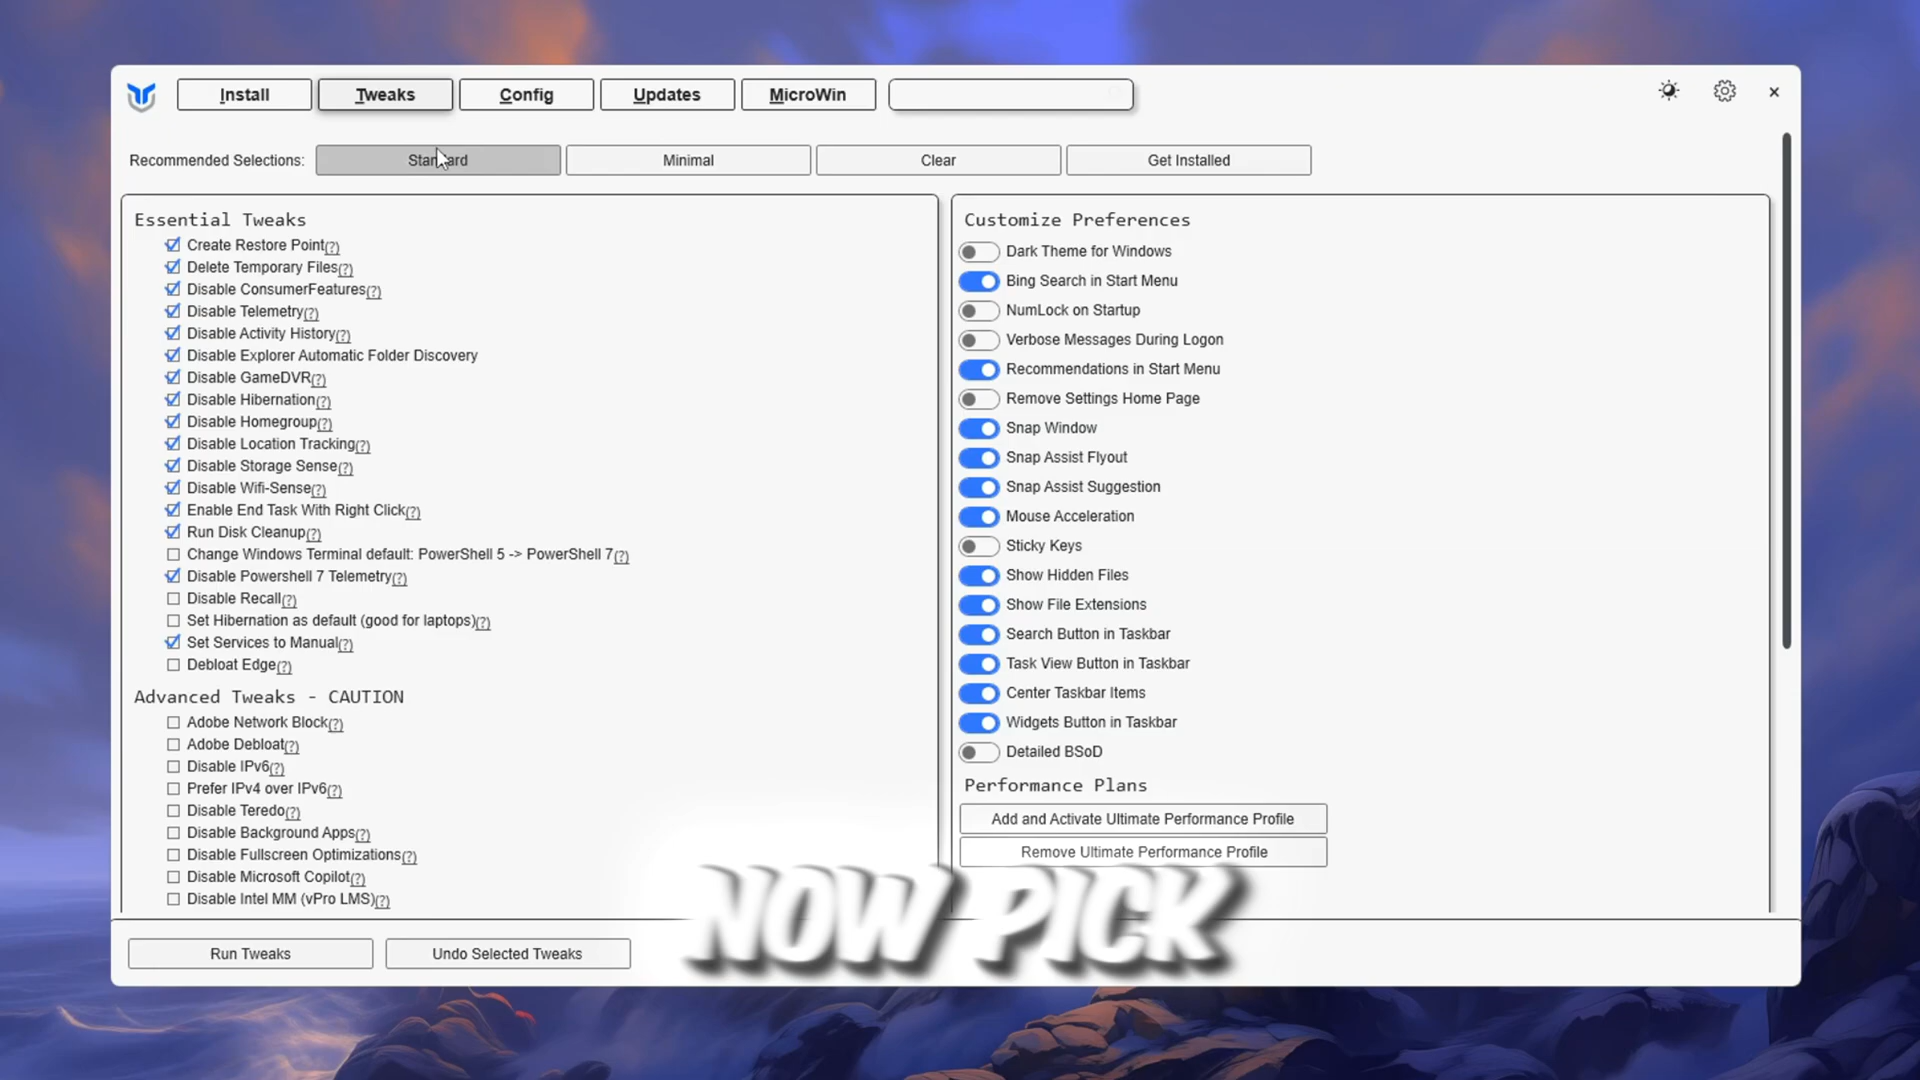 Install
Tweaks
Config
Updates
MicroWin
Recommended Selections:
Standard
Minimal
Clear
Get Installed
Essential Tweaks
Create Restore Point(?)
Delete Temporary Files(?)
Disable ConsumerFeatures(?)
Disable Telemetry(?)
Disable Activity History(?)
Disable Explorer Automatic Folder Discovery
Disable GameDVR(?)
Disable Hibernation(?)
Disable Homegroup(?)
Disable Location Tracking(?)
Disable Storage Sense(?)
Disable Wifi-Sense(?)
Enable End Task With Right Click(?)
Run Disk Cleanup(?)
Change Windows Terminal default: PowerShell 5 -> PowerShell 7(?)
Disable Powershell 7 Telemetry(?)
Disable Recall(?)
Set Hibernation as default (good for laptops)(?)
Set Services to Manual(?)
Debloat Edge(?)
Advanced Tweaks - CAUTION
Adobe Network Block(?)
Adobe Debloat(?)
Disable IPv6(?)
Prefer IPv4 over IPv6(?)
Disable Teredo(?)
Disable Background Apps(?)
Disable Fullscreen Optimizations(?)
Disable Microsoft Copilot(?)
Disable Intel MM (vPro LMS)(?)
Customize Preferences
Dark Theme for Windows
Bing Search in Start Menu
NumLock on Startup
Verbose Messages During Logon
Recommendations in Start Menu
Remove Settings Home Page
Snap Window
Snap Assist Flyout
Snap Assist Suggestion
Mouse Acceleration
Sticky Keys
Show Hidden Files
Show File Extensions
Search Button in Taskbar
Task View Button in Taskbar
Center Taskbar Items
Widgets Button in Taskbar
Detailed BSoD
Performance Plans
Add and Activate Ultimate Performance Profile
Remove Ultimate Performance Profile
Run Tweaks
Undo Selected Tweaks
NOW PICK